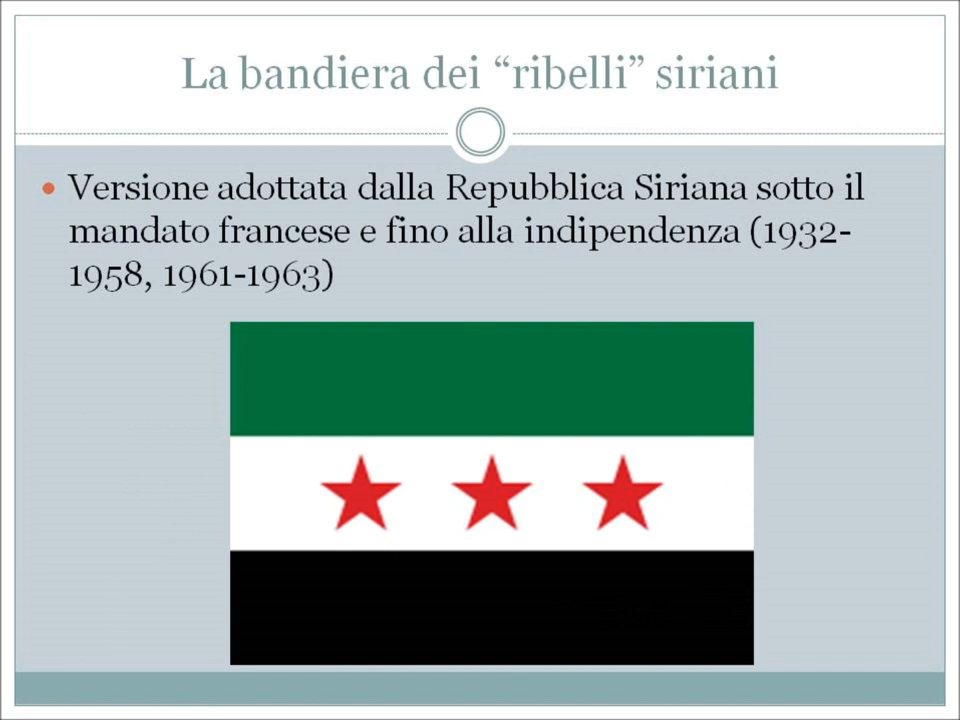 La bandiera dei “ribelli” siriani
• Versione adottata dalla Repubblica Siriana sotto il
mandato francese e fino alla indipendenza (1932-
1958, 1961-1963)